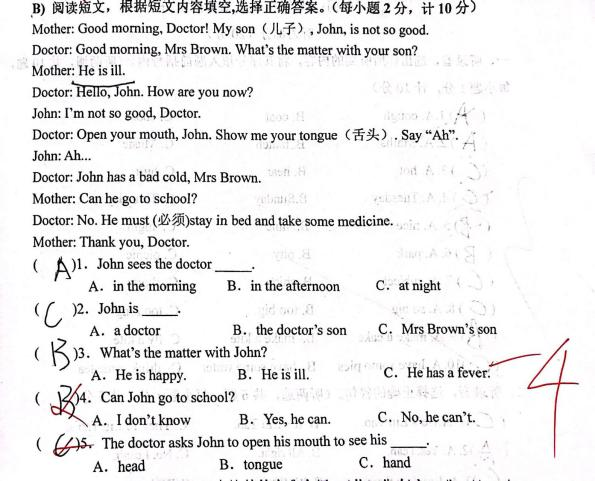 B) 阅读短文，根据短文内容填空,选择正确答案。（每小题 2 分，计 10 分）
Mother: Good morning, Doctor! My son（儿子）, John, is not so good.
Doctor: Good morning, Mrs Brown. What's the matter with your son?
Mother: He is ill.
Doctor: Hello, John. How are you now?
John: I'm not so good, Doctor.
Doctor: Open your mouth, John. Show me your tongue（舌头）. Say “Ah”.
John: Ah...
Doctor: John has a bad cold, Mrs Brown.
Mother: Can he go to school?
Doctor: No. He must (必须)stay in bed and take some medicine.
Mother: Thank you, Doctor.
( A )1. John sees the doctor _____.
A. in the morning B. in the afternoon C. at night
( C )2. John is _____.
A. a doctor B. the doctor's son C. Mrs Brown's son
( B )3. What's the matter with John?
A. He is happy. B. He is ill. C. He has a fever.
( B )4. Can John go to school?
A. I don't know B. Yes, he can. C. No, he can't.
( C )5. The doctor asks John to open his mouth to see his _____.
A. head B. tongue C. hand
4